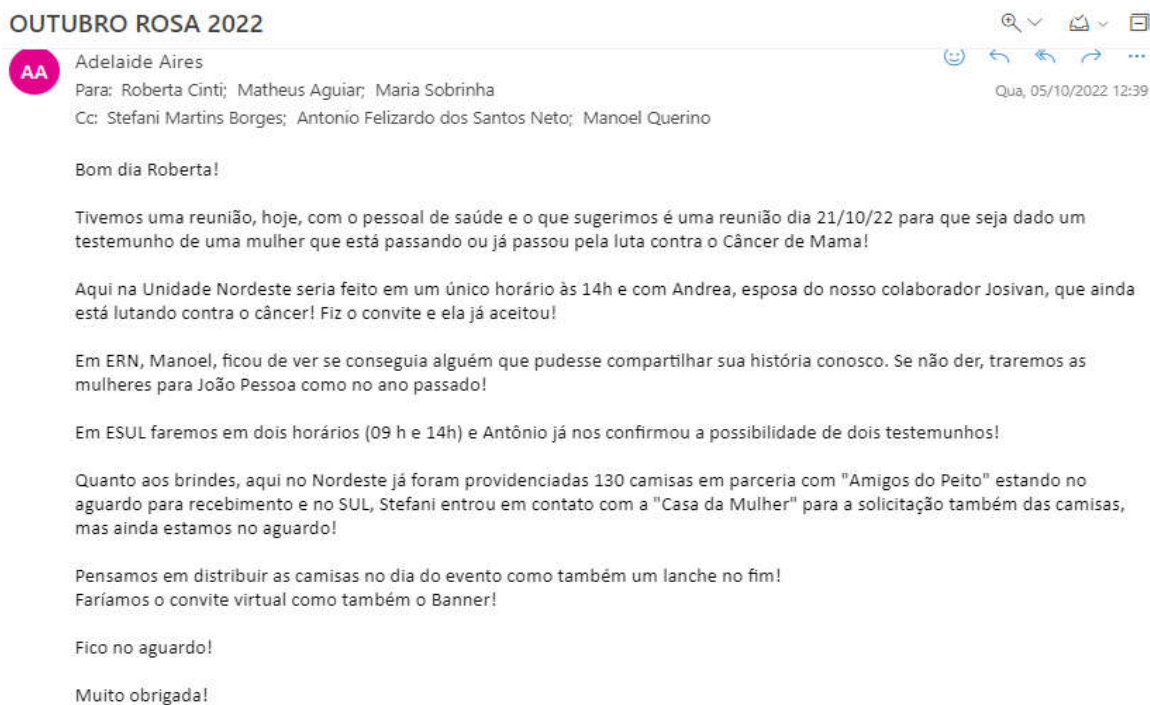 OUTUBRO ROSA 2022
AA
Adelaide Aires
Para: Roberta Cinti; Matheus Aguiar; Maria Sobrinha
Qua, 05/10/2022 12:39
Cc: Stefani Martins Borges; Antonio Felizardo dos Santos Neto; Manoel Querino
Bom dia Roberta!
Tivemos uma reunião, hoje, com o pessoal de saúde e o que sugerimos é uma reunião dia 21/10/22 para que seja dado um
testemunho de uma mulher que está passando ou já passou pela luta contra o Câncer de Mama!
Aqui na Unidade Nordeste seria feito em um único horário às 14h e com Andrea, esposa do nosso colaborador Josivan, que ainda
está lutando contra o câncer! Fiz o convite e ela já aceitou!
Em ERN, Manoel, ficou de ver se conseguia alguém que pudesse compartilhar sua história conosco. Se não der, traremos as
mulheres para João Pessoa como no ano passado!
Em ESUL faremos em dois horários (09 h e 14h) e Antônio já nos confirmou a possibilidade de dois testemunhos!
Quanto aos brindes, aqui no Nordeste já foram providenciadas 130 camisas em parceria com "Amigos do Peito" estando no
aguardo para recebimento e no SUL, Stefani entrou em contato com a "Casa da Mulher" para a solicitação também das camisas,
mas ainda estamos no aguardo!
Pensamos em distribuir as camisas no dia do evento como também um lanche no fim!
Faríamos o convite virtual como também o Banner!
Fico no aguardo!
Muito obrigada!